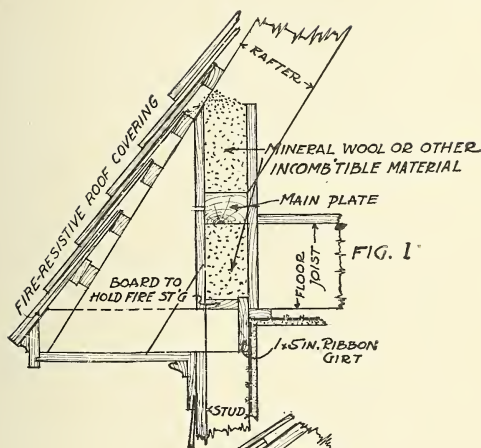 RAFTER
FIRE-RESISTIVE ROOF COVERING
MINERAL WOOL OR OTHER
INCOMB'TIBLE MATERIAL
MAIN PLATE
FIG. 1
FLOOR
JOIST
BOARD TO
HOLD FIRE ST'G
1x5 IN. RIBBON
GIRT
STUD